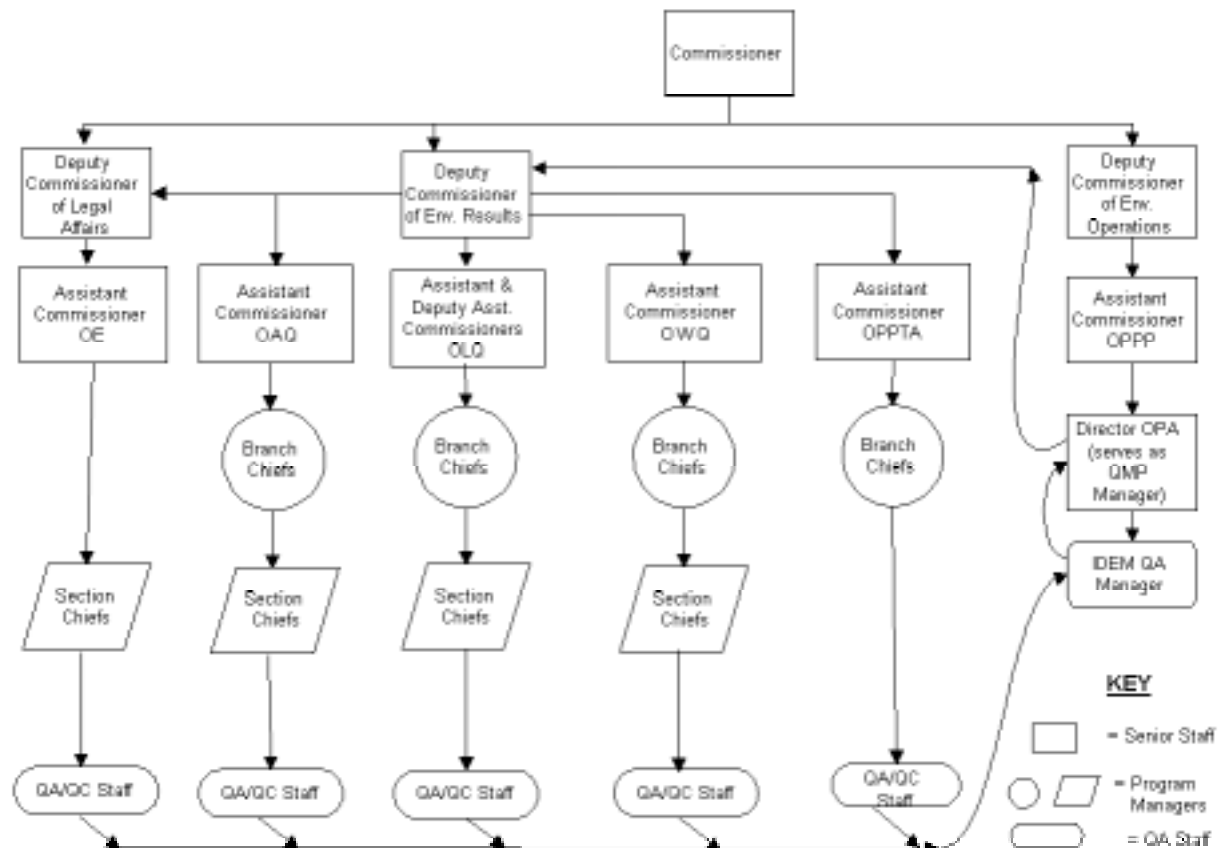 Commissioner
Deputy
Commissioner
of Legal
Affairs
Deputy
Commissioner
of Env. Results
Deputy
Commissioner
of Env.
Operations
Assistant
Commissioner
OE
Assistant
Commissioner
OAQ
Assistant &
Deputy Asst.
Commissioners
OLQ
Assistant
Commissioner
OWQ
Assistant
Commissioner
OPPTA
Assistant
Commissioner
OPPP
Branch
Chiefs
Branch
Chiefs
Branch
Chiefs
Branch
Chiefs
Director OPA
(serves as
QMP
Manager)
IDEM QA
Manager
Section
Chiefs
Section
Chiefs
Section
Chiefs
Section
Chiefs
QA/QC Staff
QA/QC Staff
QA/QC Staff
QA/QC Staff
QA/QC
Staff
KEY
= Senior Staff
= Program
Managers
= QA Staff